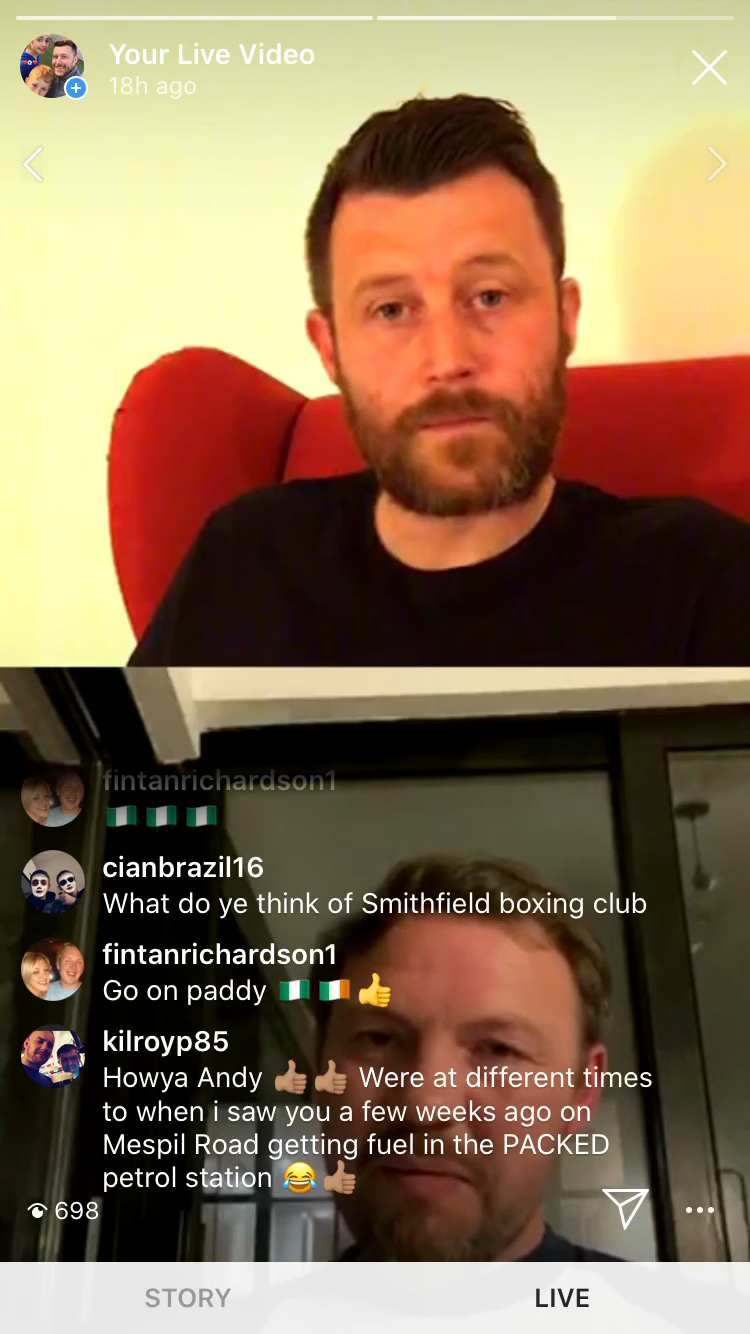 Your Live Video
18h ago
fintanrichardson1
🇳🇬 🇳🇬 🇳🇬
cianbrazil16
What do ye think of Smithfield boxing club
fintanrichardson1
Go on paddy 🇳🇬 🇮🇪 👍
kilroyp85
Howya Andy 👍🏽👍🏽 Were at different times
to when i saw you a few weeks ago on
Mespil Road getting fuel in the PACKED
petrol station 😂👍🏽
698
STORY
LIVE